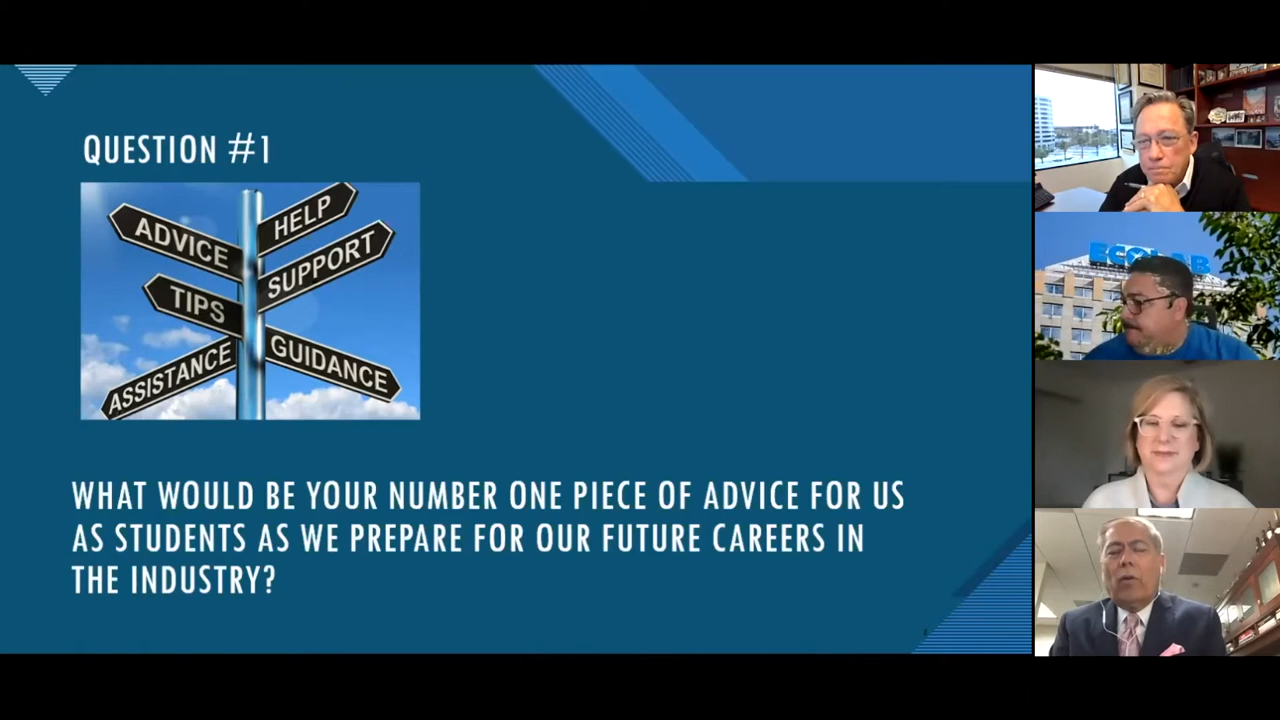 QUESTION #1
ADVICE
HELP
SUPPORT
TIPS
GUIDANCE
ASSISTANCE
WHAT WOULD BE YOUR NUMBER ONE PIECE OF ADVICE FOR US
AS STUDENTS AS WE PREPARE FOR OUR FUTURE CAREERS IN
THE INDUSTRY?
ECOLAB